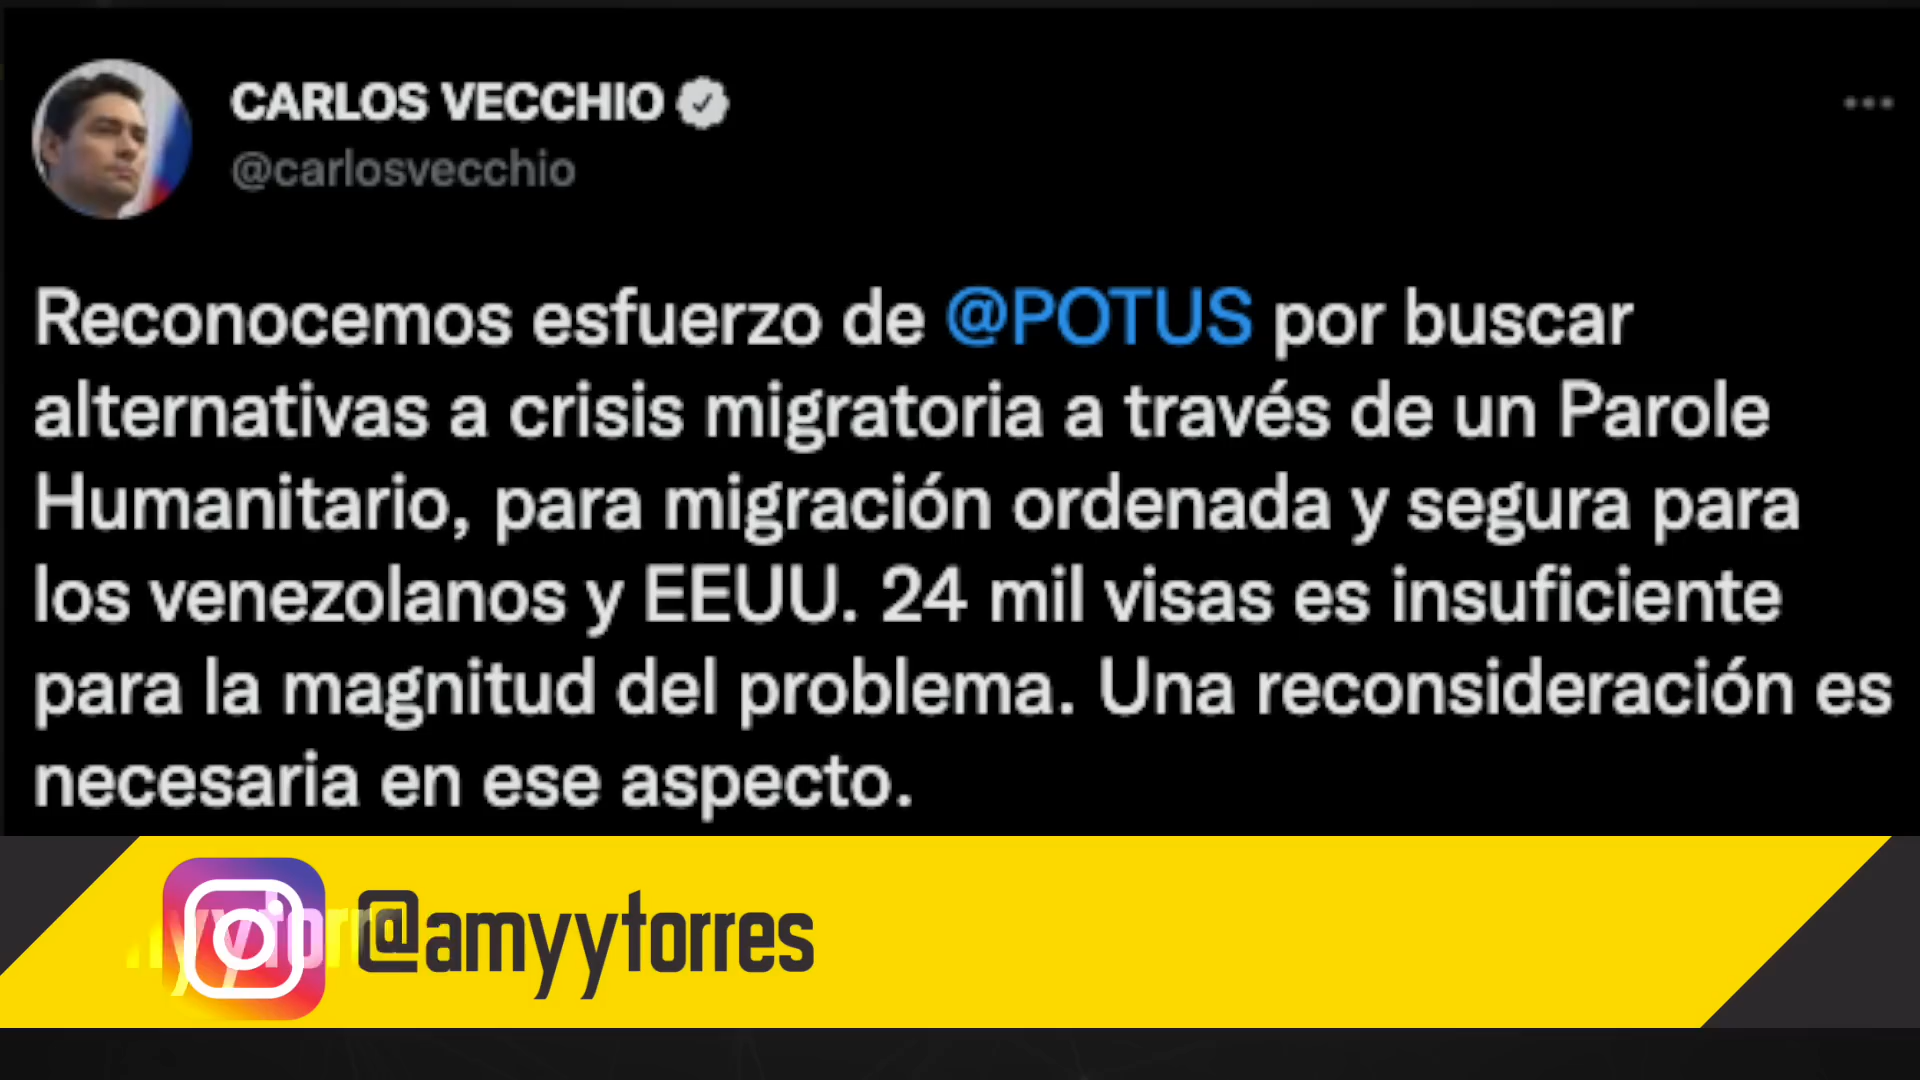 CARLOS VECCHIO
@carlosvecchio
Reconocemos esfuerzo de @POTUS por buscar
alternativas a crisis migratoria a través de un Parole
Humanitario, para migración ordenada y segura para
los venezolanos y EEUU. 24 mil visas es insuficiente
para la magnitud del problema. Una reconsideración es
necesaria en ese aspecto.
@amyytorres